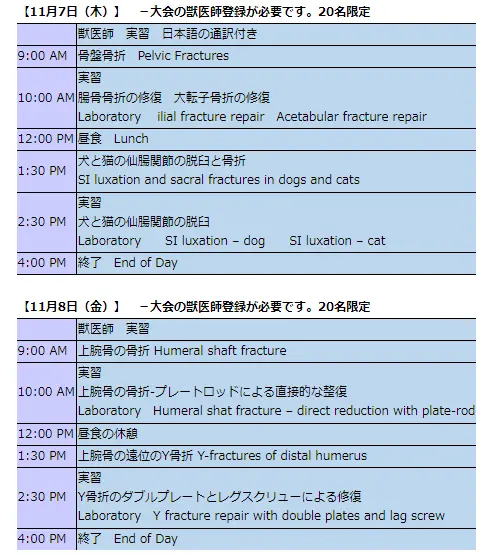 【11月7日（木）】　－大会の獣医師登録が必要です。20名限定
獣医師　実習　日本語の通訳付き
9:00 AM 骨盤骨折　Pelvic Fractures
実習
10:00 AM 腸骨骨折の修復　大転子骨折の修復
Laboratory　ilial fracture repair　Acetabular fracture repair
12:00 PM 昼食　Lunch
犬と猫の仙腸関節の脱臼と骨折
1:30 PM
SI luxation and sacral fractures in dogs and cats
実習
2:30 PM 犬と猫の仙腸関節の脱臼
Laboratory　　SI luxation – dog　　SI luxation – cat
4:00 PM 終了　End of Day
【11月8日（金）】　－大会の獣医師登録が必要です。20名限定
獣医師　実習
9:00 AM 上腕骨の骨折 Humeral shaft fracture
実習
10:00 AM 上腕骨の骨折-プレートロッドによる直接的な整復
Laboratory　Humeral shat fracture – direct reduction with plate-rod
12:00 PM 昼食の休憩
1:30 PM 上腕骨の遠位のY骨折 Y-fractures of distal humerus
実習
2:30 PM Y骨折のダブルプレートとレグスクリューによる修復
Laboratory　Y fracture repair with double plates and lag screw
4:00 PM 終了　End of Day